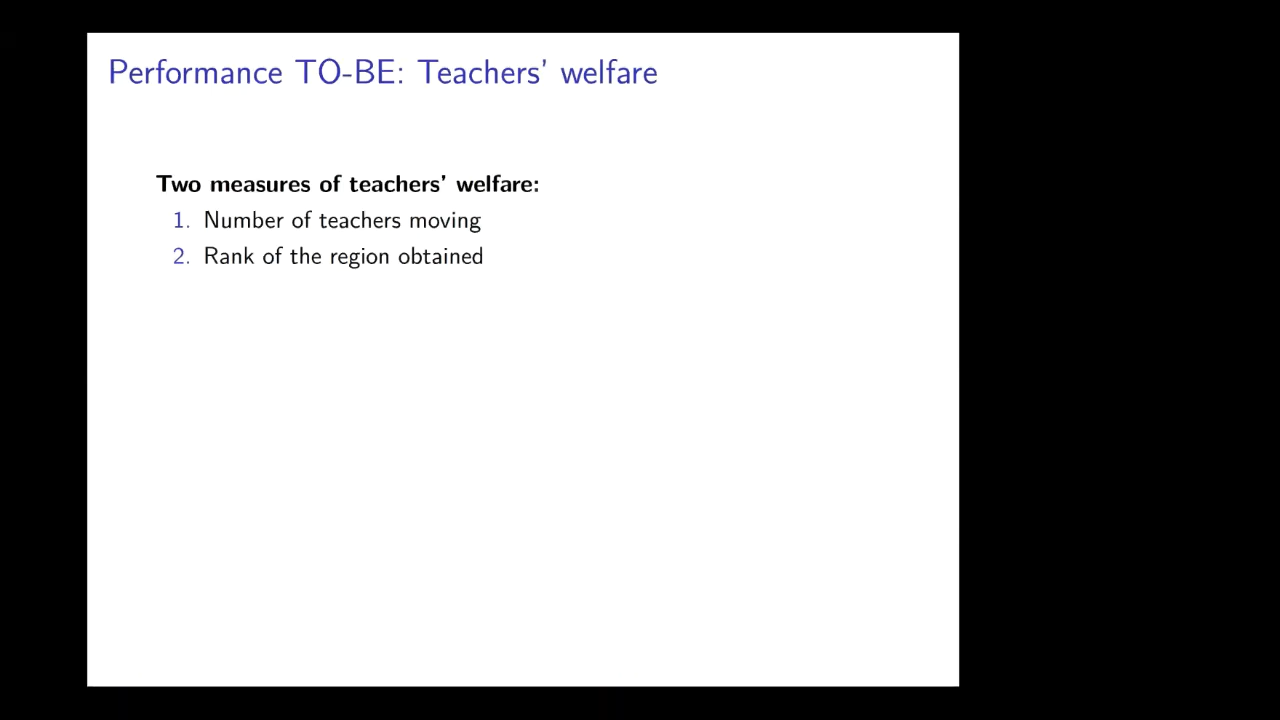 Performance TO-BE: Teachers’ welfare
Two measures of teachers’ welfare:
1. Number of teachers moving
2. Rank of the region obtained